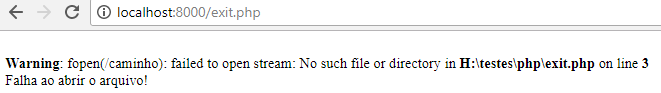 localhost:8000/exit.php
Warning: fopen(/caminho): failed to open stream: No such file or directory in H:\testes\php\exit.php on line 3
Falha ao abrir o arquivo!